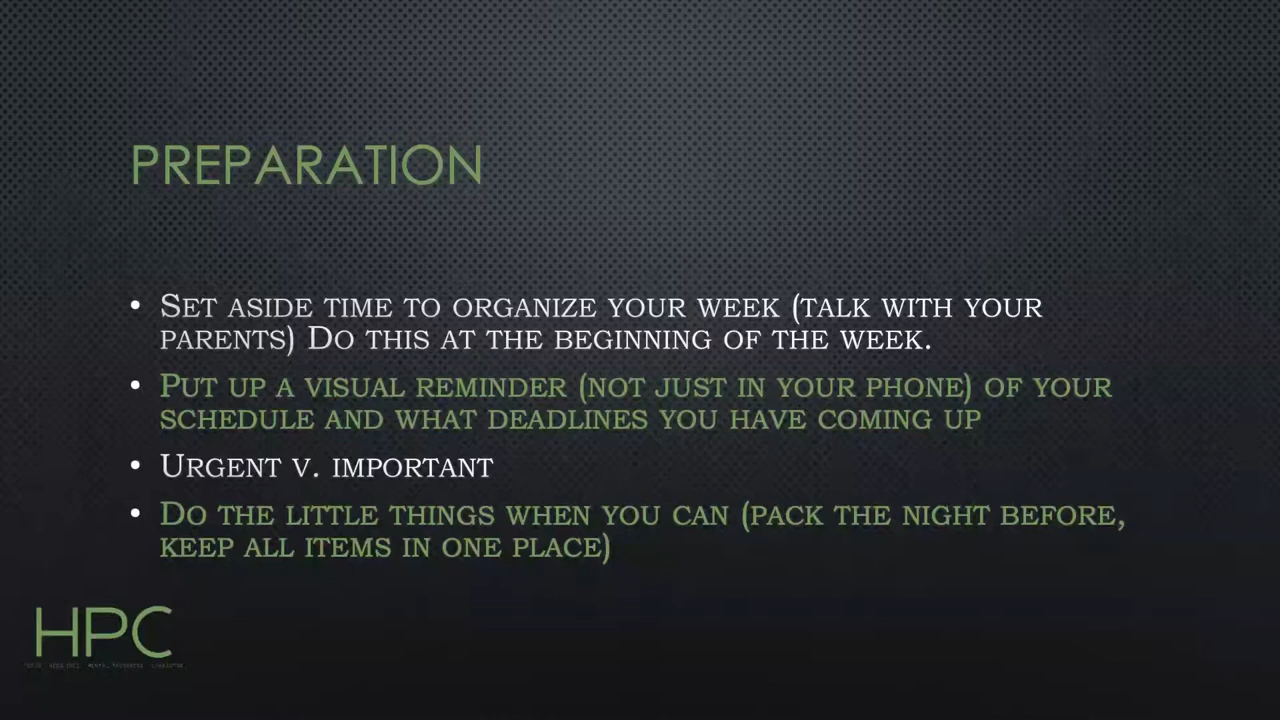 PREPARATION
• SET ASIDE TIME TO ORGANIZE YOUR WEEK (TALK WITH YOUR
PARENTS) DO THIS AT THE BEGINNING OF THE WEEK.
• PUT UP A VISUAL REMINDER (NOT JUST IN YOUR PHONE) OF YOUR
SCHEDULE AND WHAT DEADLINES YOU HAVE COMING UP
• URGENT V. IMPORTANT
• DO THE LITTLE THINGS WHEN YOU CAN (PACK THE NIGHT BEFORE,
KEEP ALL ITEMS IN ONE PLACE)
HPC